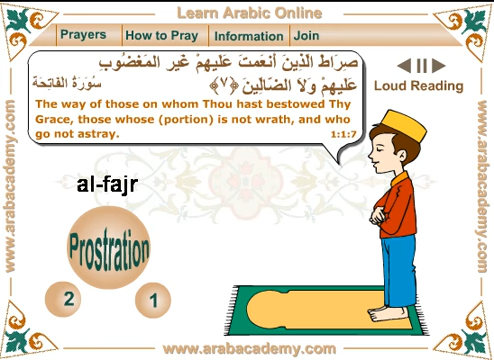 Learn Arabic Online
Prayers
How to Pray
Information
Join
صِرَاطَ الَّذِينَ أَنعَمتَ عَلَيهِمْ غَيرِ المَغضُوبِ
عَلَيهِمْ وَلاَ الضَّالِّينَ ﴿٧﴾
سُورَةُ الفَاتِحَة
The way of those on whom Thou hast bestowed Thy
Grace, those whose (portion) is not wrath, and who
go not astray.
1:1:7
Loud Reading
al-fajr
Prostration
2
1
www.arabacademy.com
www.arabacademy.com
www.arabacademy.com